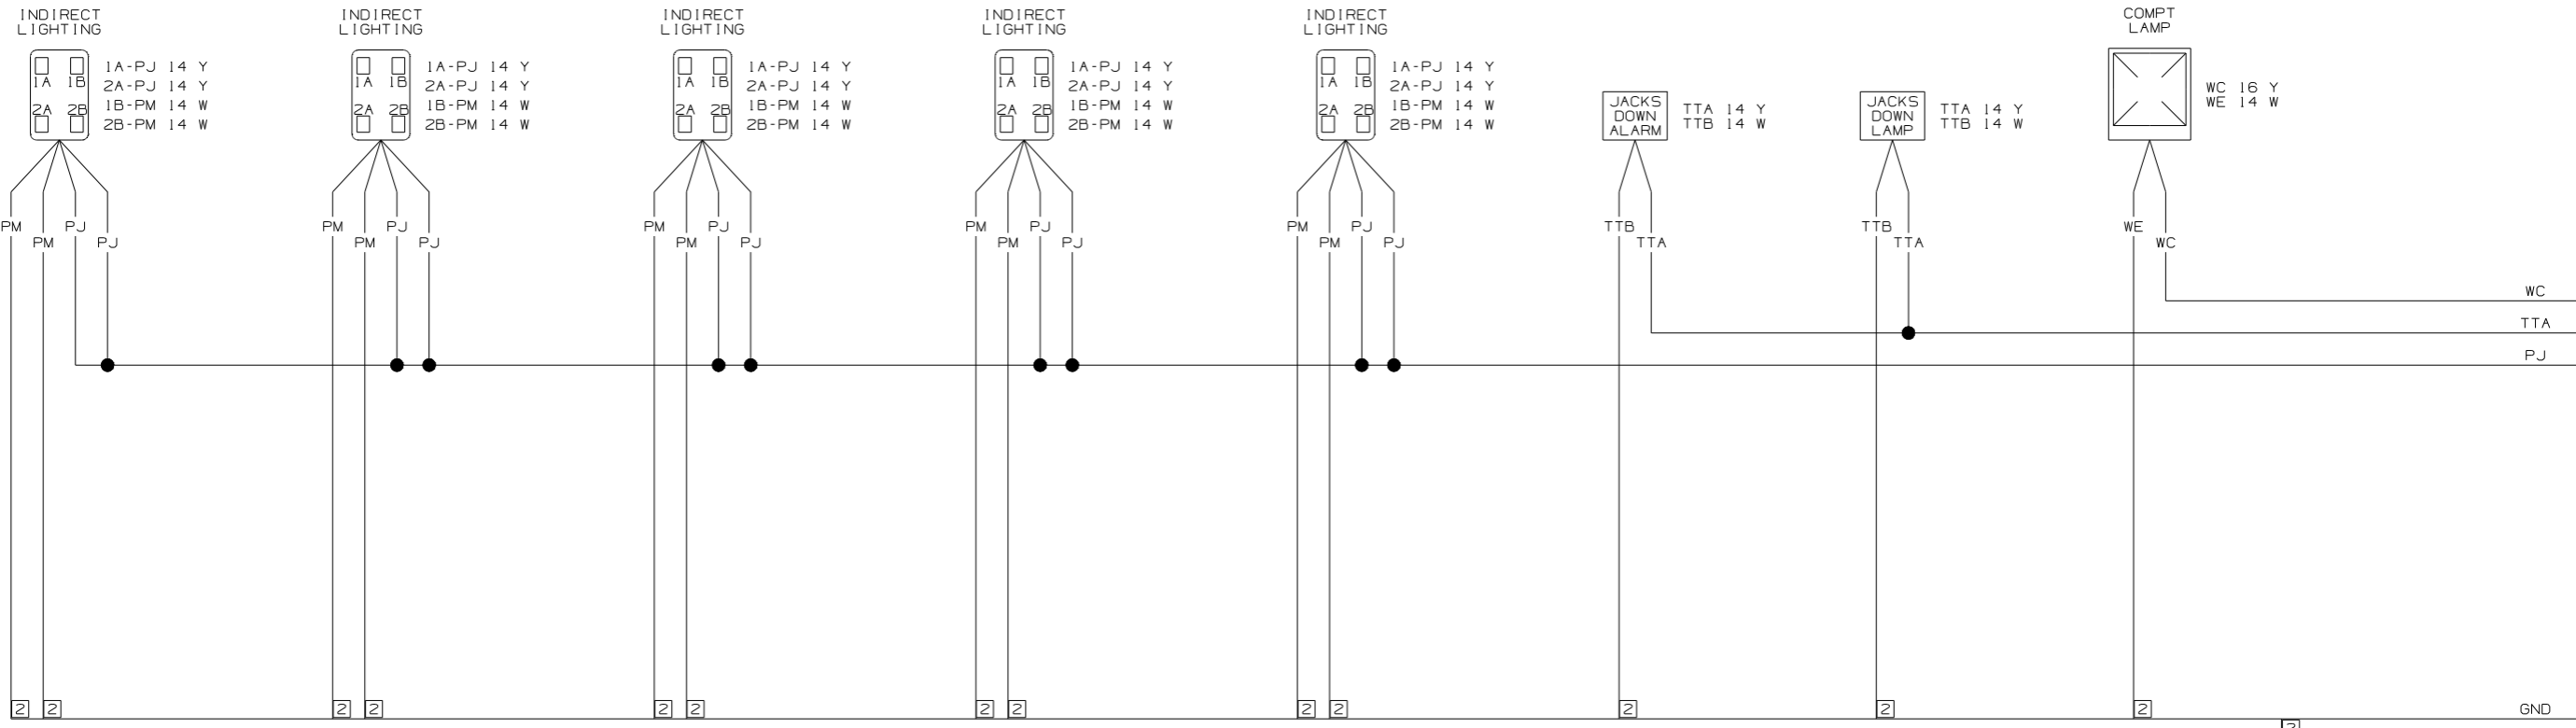 INDIRECT
LIGHTING
INDIRECT
LIGHTING
INDIRECT
LIGHTING
INDIRECT
LIGHTING
INDIRECT
LIGHTING
COMPT
LAMP
1A 1B
2A 2B
1A-PJ 14 Y
2A-PJ 14 Y
1B-PM 14 W
2B-PM 14 W
1A 1B
2A 2B
1A-PJ 14 Y
2A-PJ 14 Y
1B-PM 14 W
2B-PM 14 W
1A 1B
2A 2B
1A-PJ 14 Y
2A-PJ 14 Y
1B-PM 14 W
2B-PM 14 W
1A 1B
2A 2B
1A-PJ 14 Y
2A-PJ 14 Y
1B-PM 14 W
2B-PM 14 W
1A 1B
2A 2B
1A-PJ 14 Y
2A-PJ 14 Y
1B-PM 14 W
2B-PM 14 W
JACKS
DOWN
ALARM
TTA 14 Y
TTB 14 W
JACKS
DOWN
LAMP
TTA 14 Y
TTB 14 W
WC 16 Y
WE 14 W
PM PJ PM PJ PM PJ PM PJ PM PJ TTB TTB WE
PM PJ PM PJ PM PJ PM PJ PM PJ TTA TTA WC
WC
TTA
PJ
2 2 2 2 2 2 2 2 2 2 2 2 2 GND
2